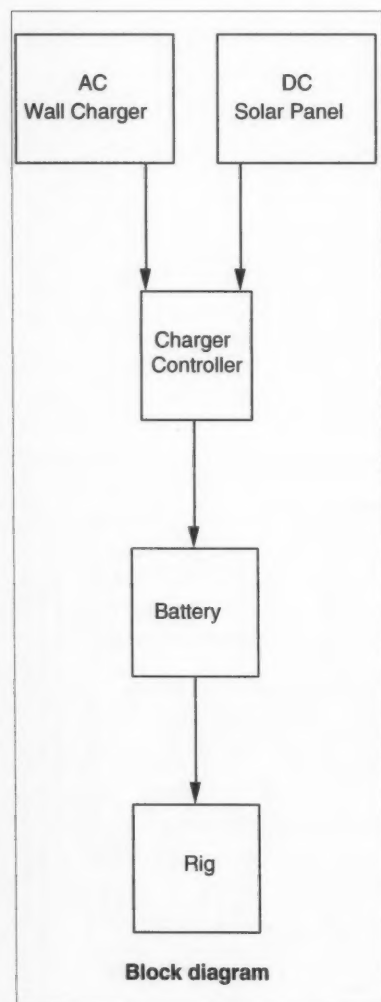 AC
Wall Charger
DC
Solar Panel
Charger
Controller
Battery
Rig
Block diagram